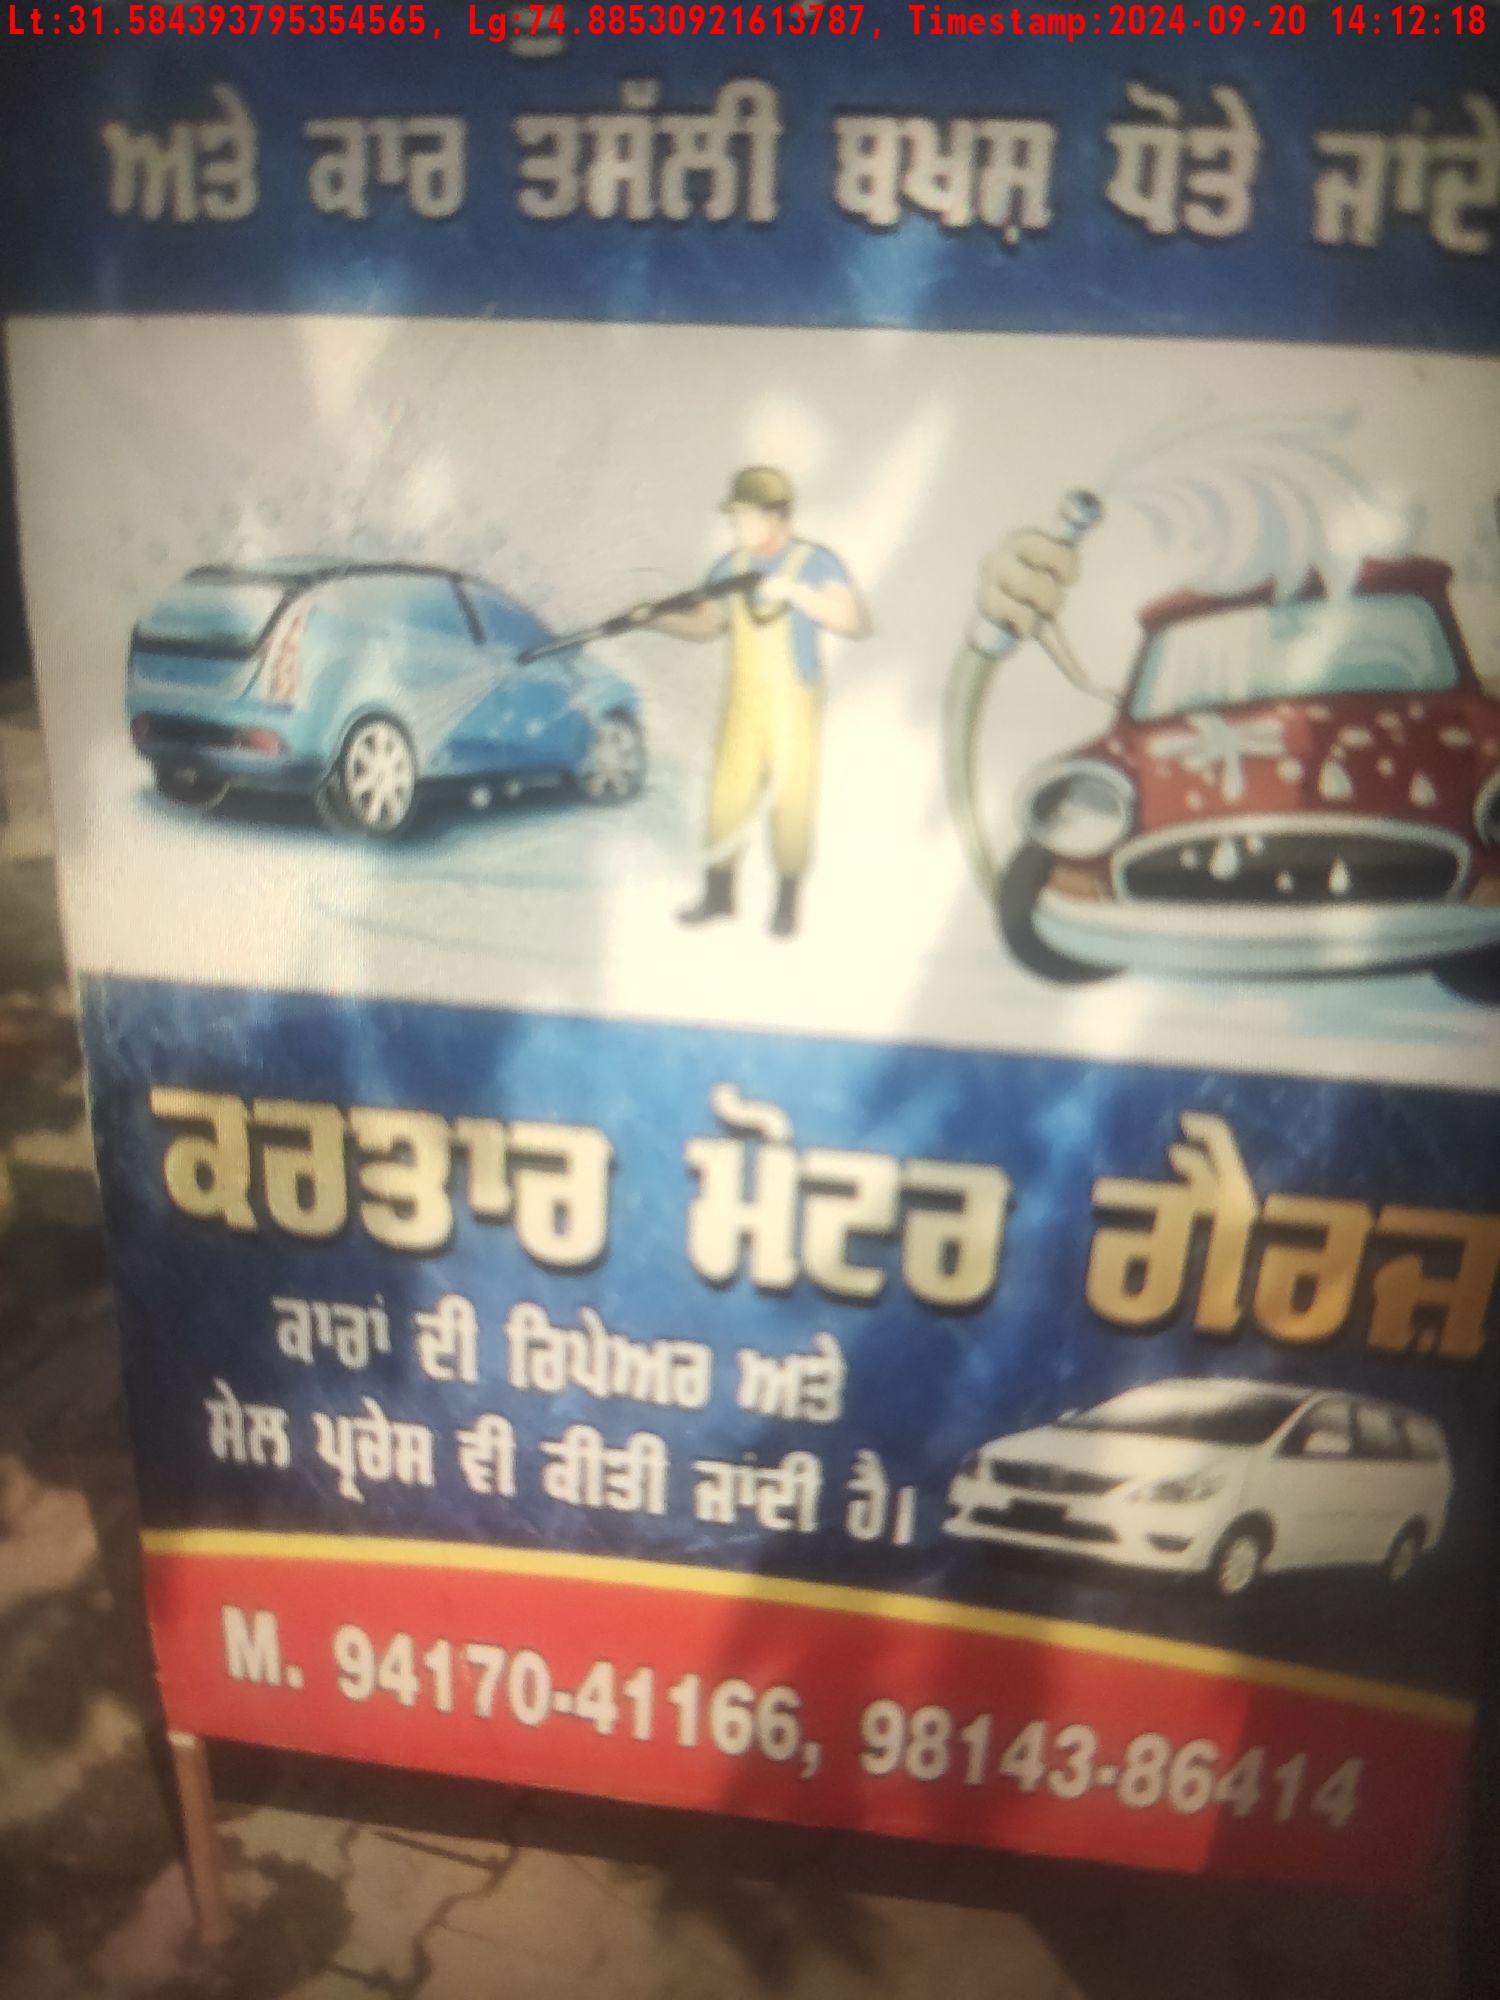 Lt:31.584393795354565, Lg:74.88530921613787, Timestamp:2024-09-20 14:12:18
ਅਤੇ ਕਾਰ ਤਸੱਲੀ ਬਖਸ਼ ਧੋਤੇ ਜਾਂਦੇ
ਕਰਤਾਰ ਮੋਟਰ ਗੈਰਜ਼
ਕਾਰਾਂ ਦੀ ਰਿਪੇਅਰ ਅਤੇ
ਸੇਲ ਪ੍ਰਚੇਸ ਵੀ ਕੀਤੀ ਜਾਂਦੀ ਹੈ।
M. 94170-41166, 98143-86414